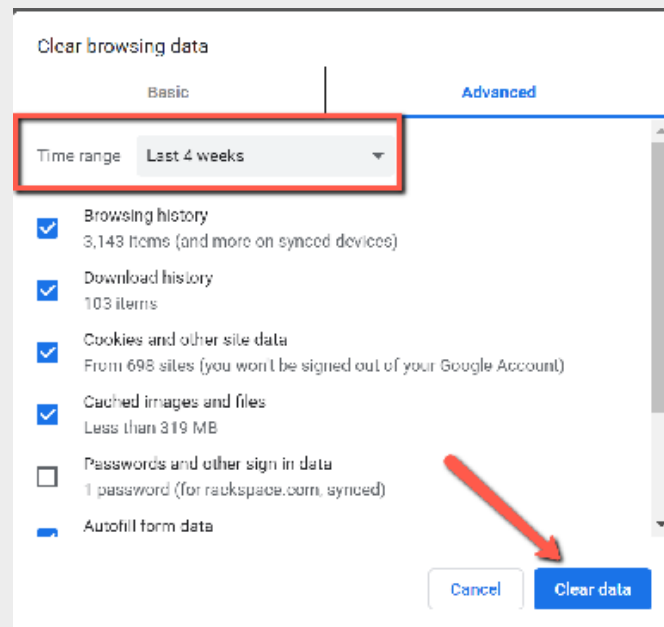 Clear browsing data
Basic
Advanced
Time range
Last 4 weeks
Browsing history
3,143 items (and more on synced devices)
Download history
103 items
Cookies and other site data
From 698 sites (you won't be signed out of your Google Account)
Cached images and files
Less than 319 MB
Passwords and other sign in data
1 password (for rackspace.com, synced)
Autofill form data
Cancel
Clear data